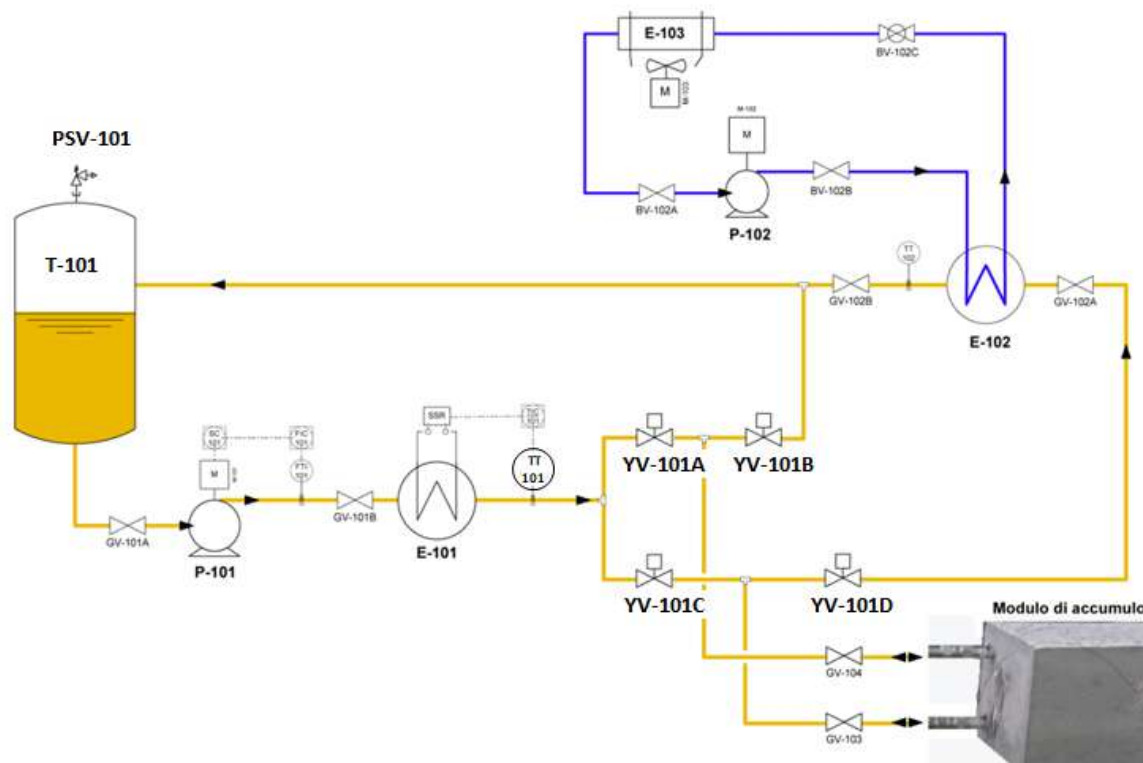 E-103
M
M-103
BV-102C
M-102
M
PSV-101
BV-102A
BV-102B
P-102
T-101
TT
102
GV-102B
GV-102A
E-102
SC
101
FIC
101
SSR
M
TT
101
YV-101A
YV-101B
GV-101A
GV-101B
P-101
E-101
YV-101C
YV-101D
Modulo di accumulo
GV-104
GV-103